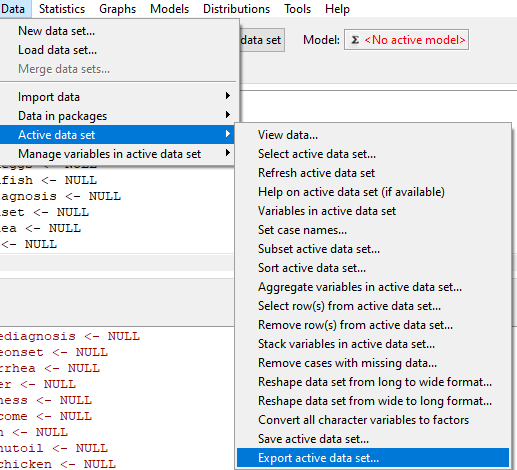 Data Statistics Graphs Models Distributions Tools Help
New data set...
Load data set...
Merge data sets...
data set Model: Σ <No active model>
Import data
Data in packages
Active data set
Manage variables in active data set
View data...
Select active data set...
Refresh active data set
Help on active data set (if available)
Variables in active data set
Set case names...
Subset active data set...
Sort active data set...
Aggregate variables in active data set...
Select row(s) from active data set...
Remove row(s) from active data set...
Stack variables in active data set...
Remove cases with missing data...
Reshape data set from long to wide format...
Reshape data set from wide to long format...
Convert all character variables to factors
Save active data set...
Export active data set...
lfish <- NULL
agnosis <- NULL
set <- NULL
ea <- NULL
<- NULL
ediagnosis <- NULL
eonset <- NULL
rrhea <- NULL
er <- NULL
ness <- NULL
come <- NULL
n <- NULL
nutoil <- NULL
chicken <- NULL